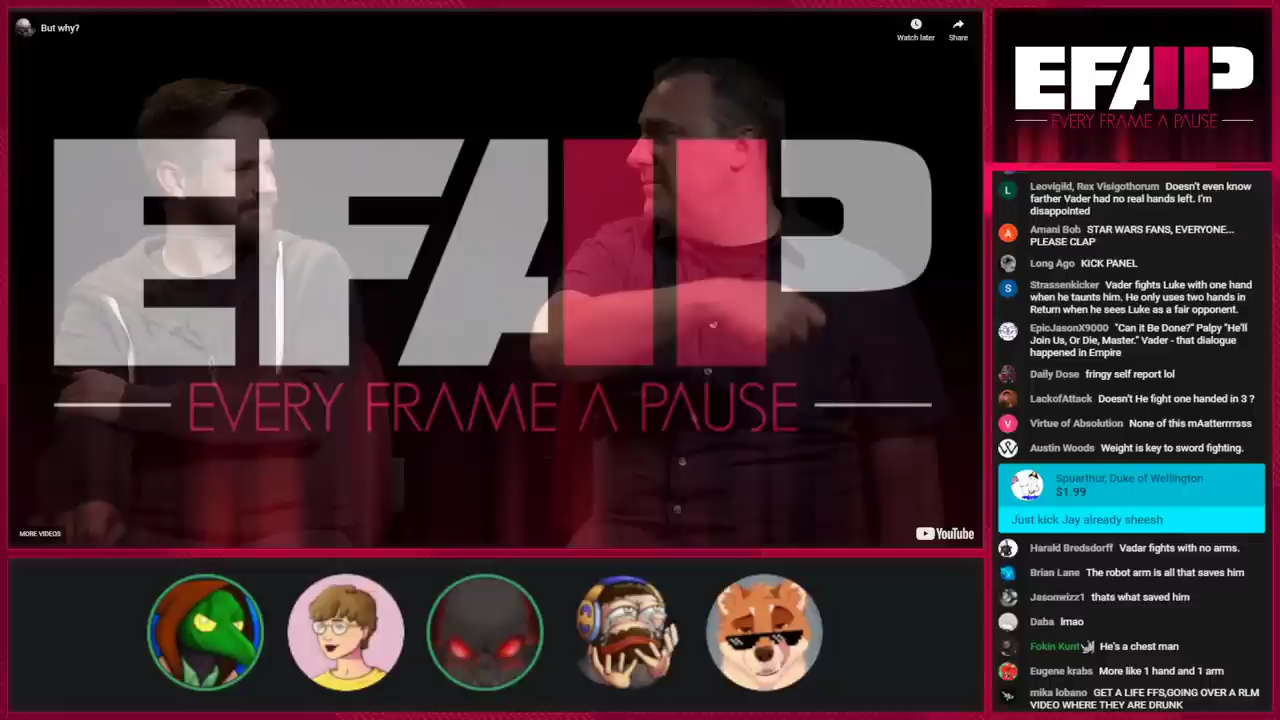 But why?
Watch later
Share
EFAP
EVERY FRAME A PAUSE
MORE VIDEOS
YouTube
EFAP
EVERY FRAME A PAUSE
L
Leovigild, Rex Visigothorum Doesn't even know
farther Vader had no real hands left. I'm
disappointed
A
Amani Bob STAR WARS FANS, EVERYONE...
PLEASE CLAP
Long Ago KICK PANEL
S
Strassenkicker Vader fights Luke with one hand
when he taunts him. He only uses two hands in
Return when he sees Luke as a fair opponent.
EpicJasonX9000 "Can it Be Done?" Palpy "He'll
Join Us, Or Die, Master." Vader - that dialogue
happened in Empire
Daily Dose fringy self report lol
LackofAttack Doesn't He fight one handed in 3 ?
V
Virtue of Absolution None of this mAatterrrrsss
Austin Woods Weight is key to sword fighting.
Spuarthur, Duke of Wellington
$1.99
Just kick Jay already sheesh
Harald Bredsdorff Vadar fights with no arms.
Brian Lane The robot arm is all that saves him
Jasonwizz1 thats what saved him
Daba lmao
Fokin Kunt He's a chest man
Eugene krabs More like 1 hand and 1 arm
mika lobano GET A LIFE FFS,GOING OVER A RLM
VIDEO WHERE THEY ARE DRUNK